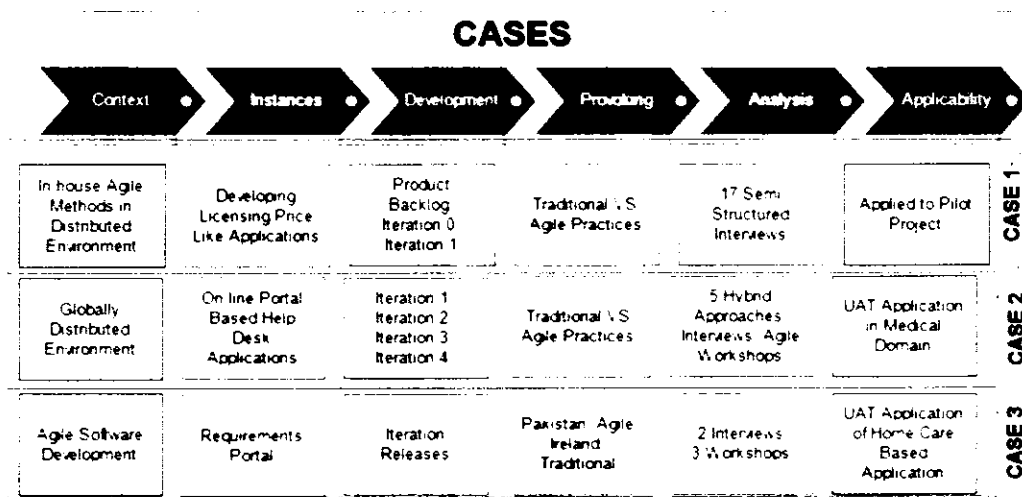 CASES
Context
Instances
Development
Provoking
Analysis
Applicability
In house Agile
Methods in
Distributed
Environment
Developing
Licensing Price
Like Applications
Product
Backlog
Iteration 0
Iteration 1
Traditional VS
Agile Practices
17 Semi
Structured
Interviews
Applied to Pilot
Project
CASE 1
Globally
Distributed
Environment
On line Portal
Based Help
Desk
Applications
Iteration 1
Iteration 2
Iteration 3
Iteration 4
Traditional VS
Agile Practices
5 Hybrid
Approaches
Interviews Agile
Workshops
UAT Application
in Medical
Domain
CASE 2
Agile Software
Development
Requirements
Portal
Iteration
Releases
Pakistan Agile
Ireland
Traditional
2 Interviews
3 Workshops
UAT Application
of Home Care
Based
Application
CASE 3